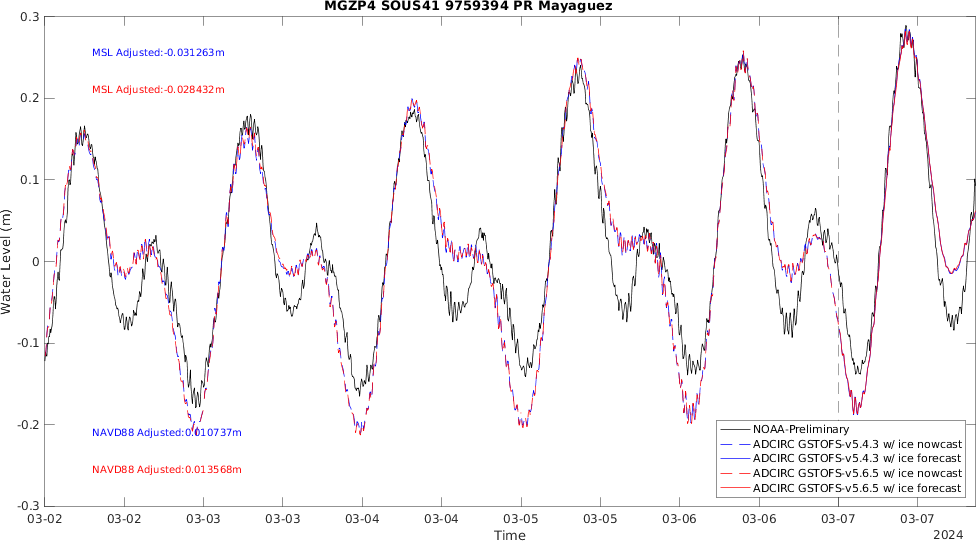 MGZP4 SOUS41 9759394 PR Mayaguez
0.3
0.2
0.1
0
-0.1
-0.2
-0.3
Water Level (m)
MSL Adjusted:-0.031263m
MSL Adjusted:-0.028432m
NAVD88 Adjusted:0.010737m
NAVD88 Adjusted:0.013568m
NOAA-Preliminary
ADCIRC GSTOFS-v5.4.3 w/ ice nowcast
ADCIRC GSTOFS-v5.4.3 w/ ice forecast
ADCIRC GSTOFS-v5.6.5 w/ ice nowcast
ADCIRC GSTOFS-v5.6.5 w/ ice forecast
03-02 03-02 03-03 03-03 03-04 03-04 03-05 03-05 03-06 03-06 03-07 03-07
Time
2024